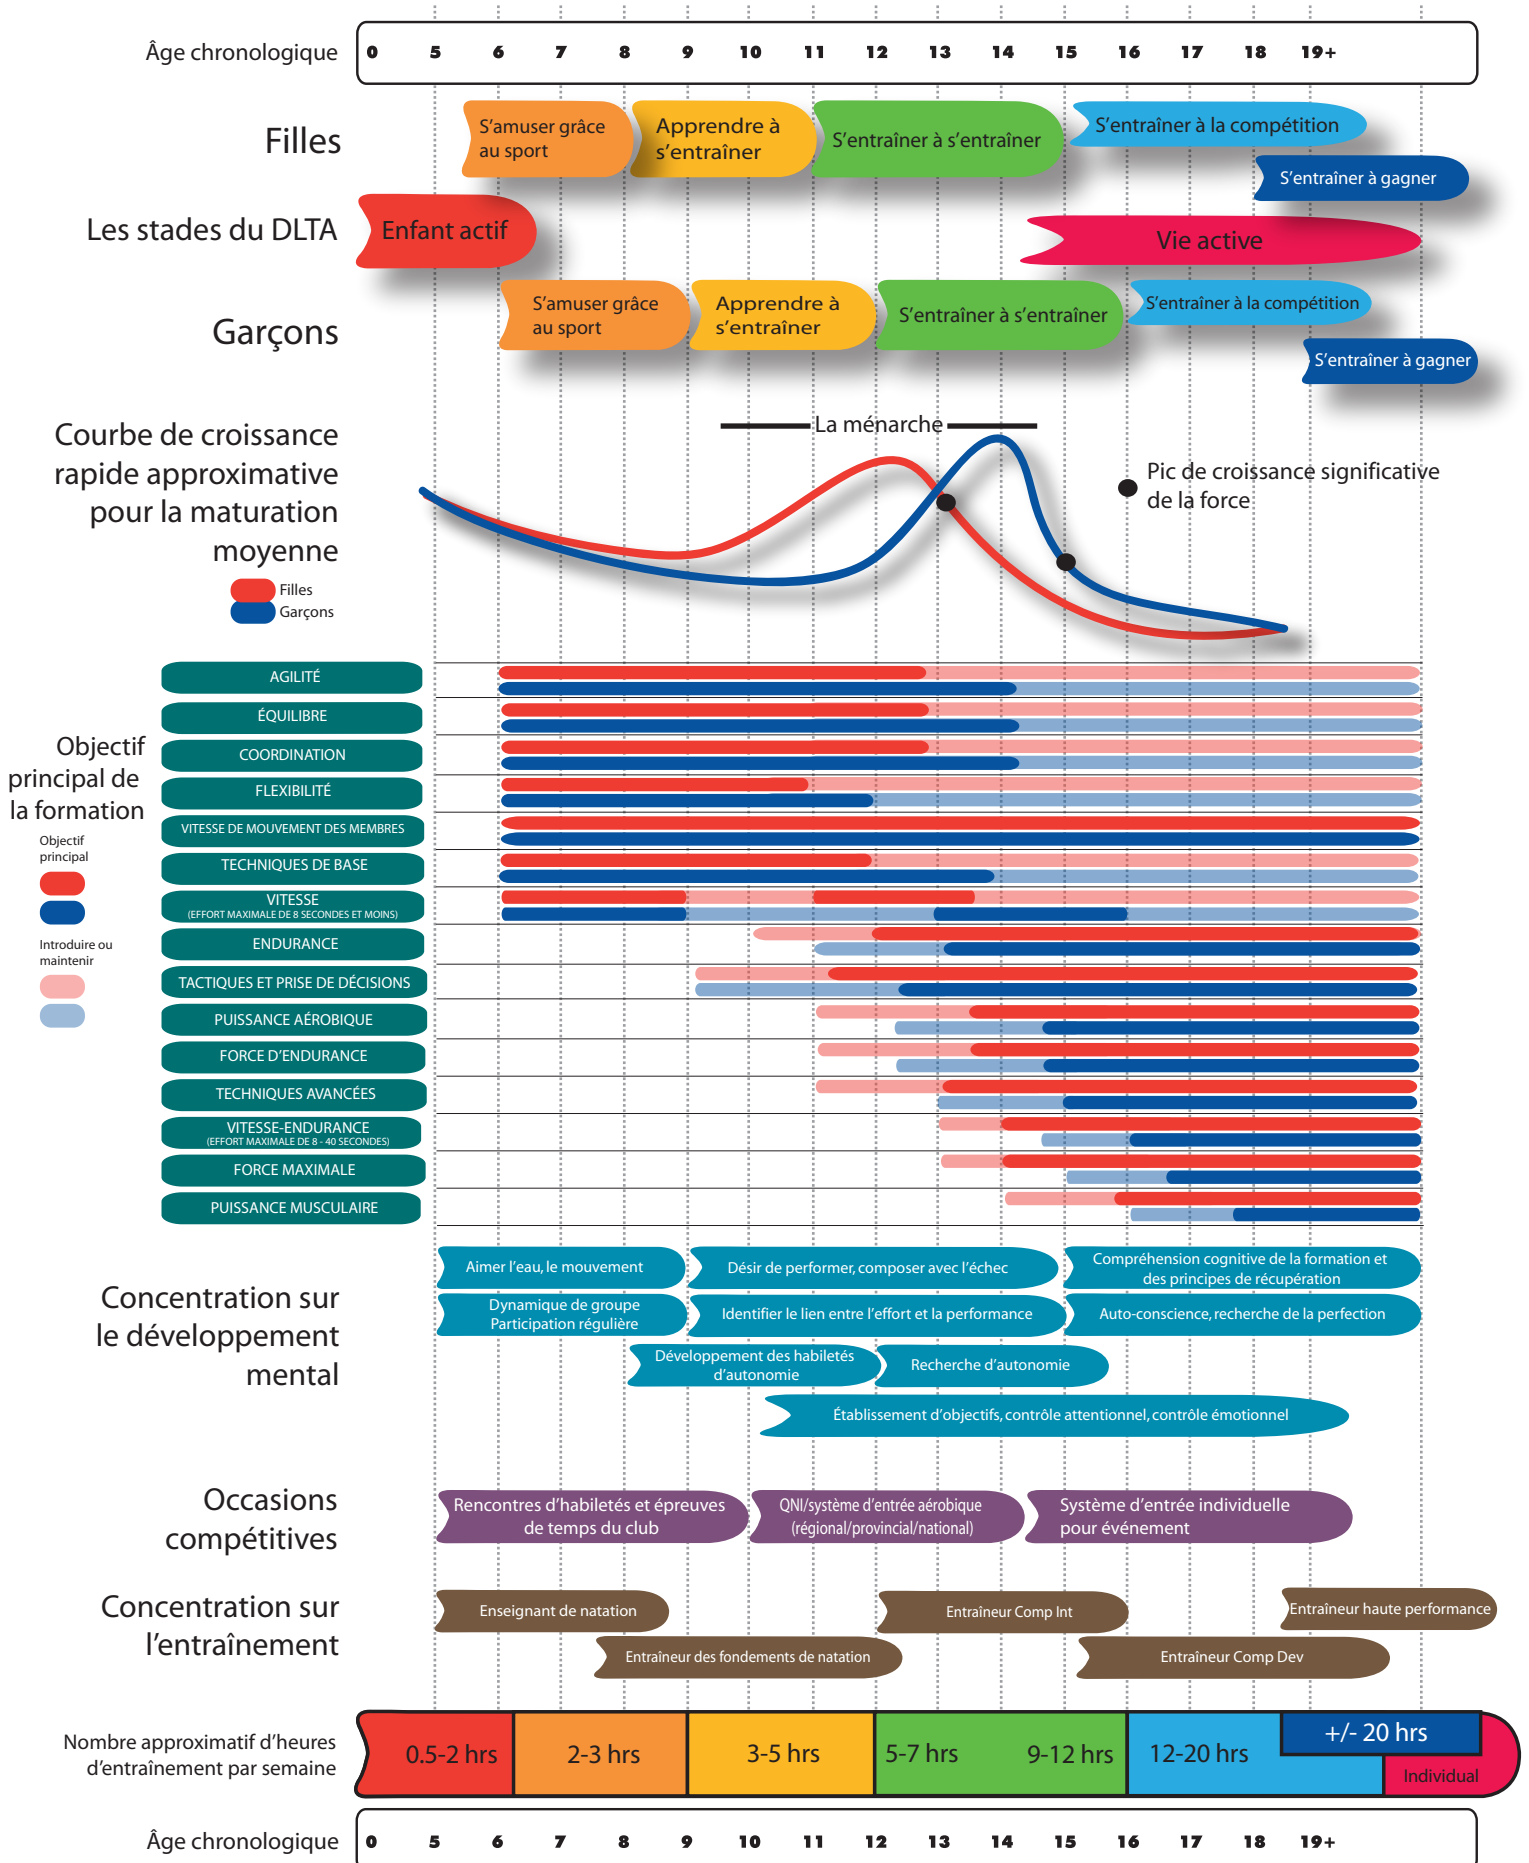 Âge chronologique 0 5 6 7 8 9 10 11 12 13 14 15 16 17 18 19+
Filles
S'amuser grâce
au sport
Apprendre à
s'entraîner
S'entraîner à s'entraîner
S'entraîner à la compétition
S'entraîner à gagner
Les stades du DLTA
Enfant actif
Vie active
Garçons
S'amuser grâce
au sport
Apprendre à
s'entraîner
S'entraîner à s'entraîner
S'entraîner à la compétition
S'entraîner à gagner
Courbe de croissance
rapide approximative
pour la maturation
moyenne
Filles
Garçons
La ménarche
Pic de croissance significative
de la force
Objectif
principal de
la formation
Objectif
principal
Introduire ou
maintenir
AGILITÉ
ÉQUILIBRE
COORDINATION
FLEXIBILITÉ
VITESSE DE MOUVEMENT DES MEMBRES
TECHNIQUES DE BASE
VITESSE
(EFFORT MAXIMALE DE 8 SECONDES ET MOINS)
ENDURANCE
TACTIQUES ET PRISE DE DÉCISIONS
PUISSANCE AÉROBIQUE
FORCE D'ENDURANCE
TECHNIQUES AVANCÉES
VITESSE-ENDURANCE
(EFFORT MAXIMALE DE 8 - 40 SECONDES)
FORCE MAXIMALE
PUISSANCE MUSCULAIRE
Concentration sur
le développement
mental
Aimer l'eau, le mouvement
Désir de performer, composer avec l'échec
Compréhension cognitive de la formation et
des principes de récupération
Dynamique de groupe
Participation régulière
Identifier le lien entre l'effort et la performance
Auto-conscience, recherche de la perfection
Développement des habiletés
d'autonomie
Recherche d'autonomie
Établissement d'objectifs, contrôle attentionnel, contrôle émotionnel
Occasions
compétitives
Rencontres d'habiletés et épreuves
de temps du club
QNI/système d'entrée aérobique
(régional/provincial/national)
Système d'entrée individuelle
pour événement
Concentration sur
l'entraînement
Enseignant de natation
Entraîneur Comp Int
Entraîneur haute performance
Entraîneur des fondements de natation
Entraîneur Comp Dev
Nombre approximatif d'heures
d'entraînement par semaine
0.5-2 hrs
2-3 hrs
3-5 hrs
5-7 hrs
9-12 hrs
12-20 hrs
+/- 20 hrs
Individual
Âge chronologique 0 5 6 7 8 9 10 11 12 13 14 15 16 17 18 19+